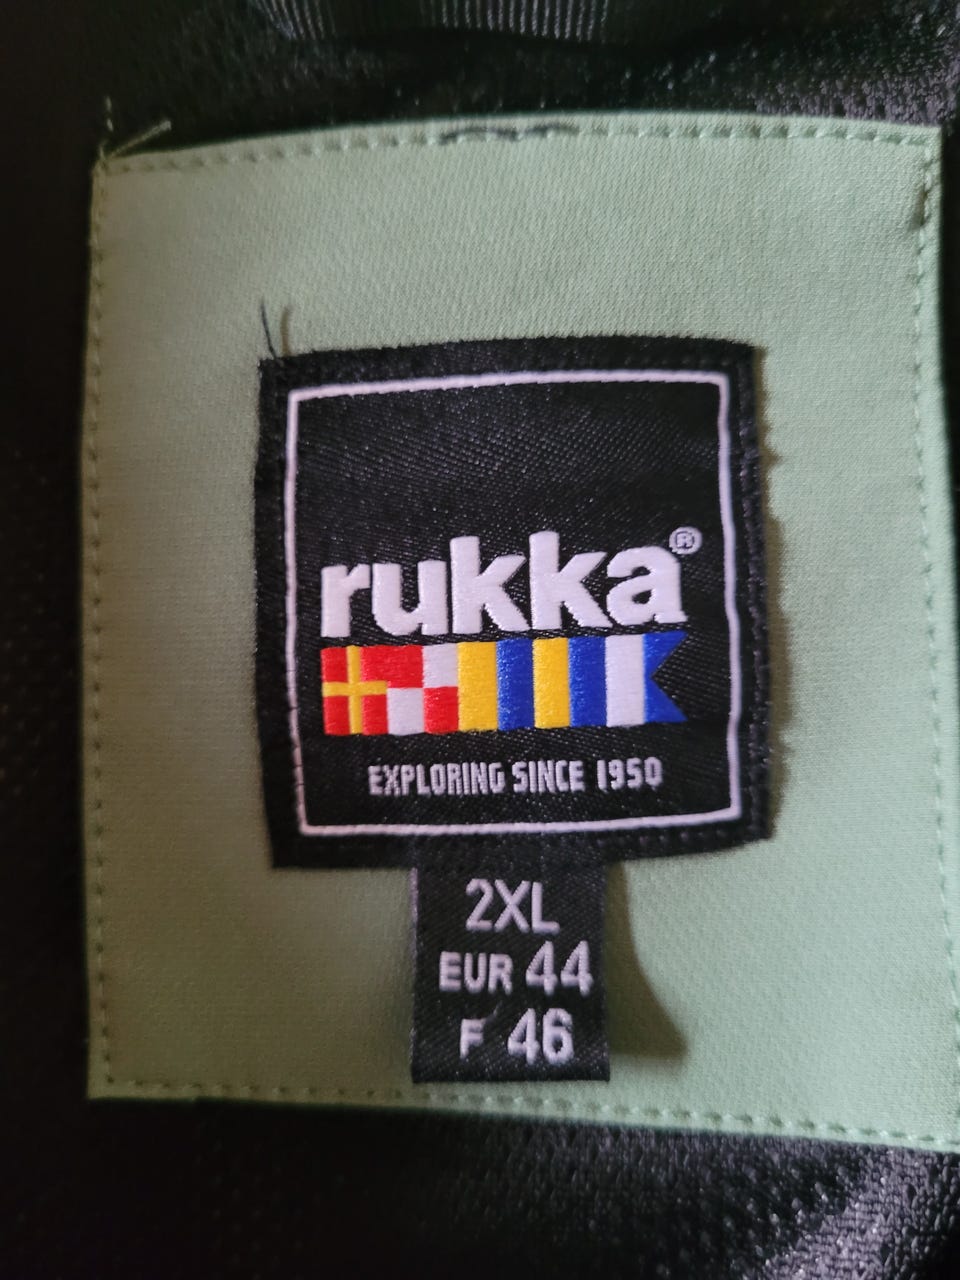 rukka®
EXPLORING SINCE 1950
2XL
EUR 44
F 46